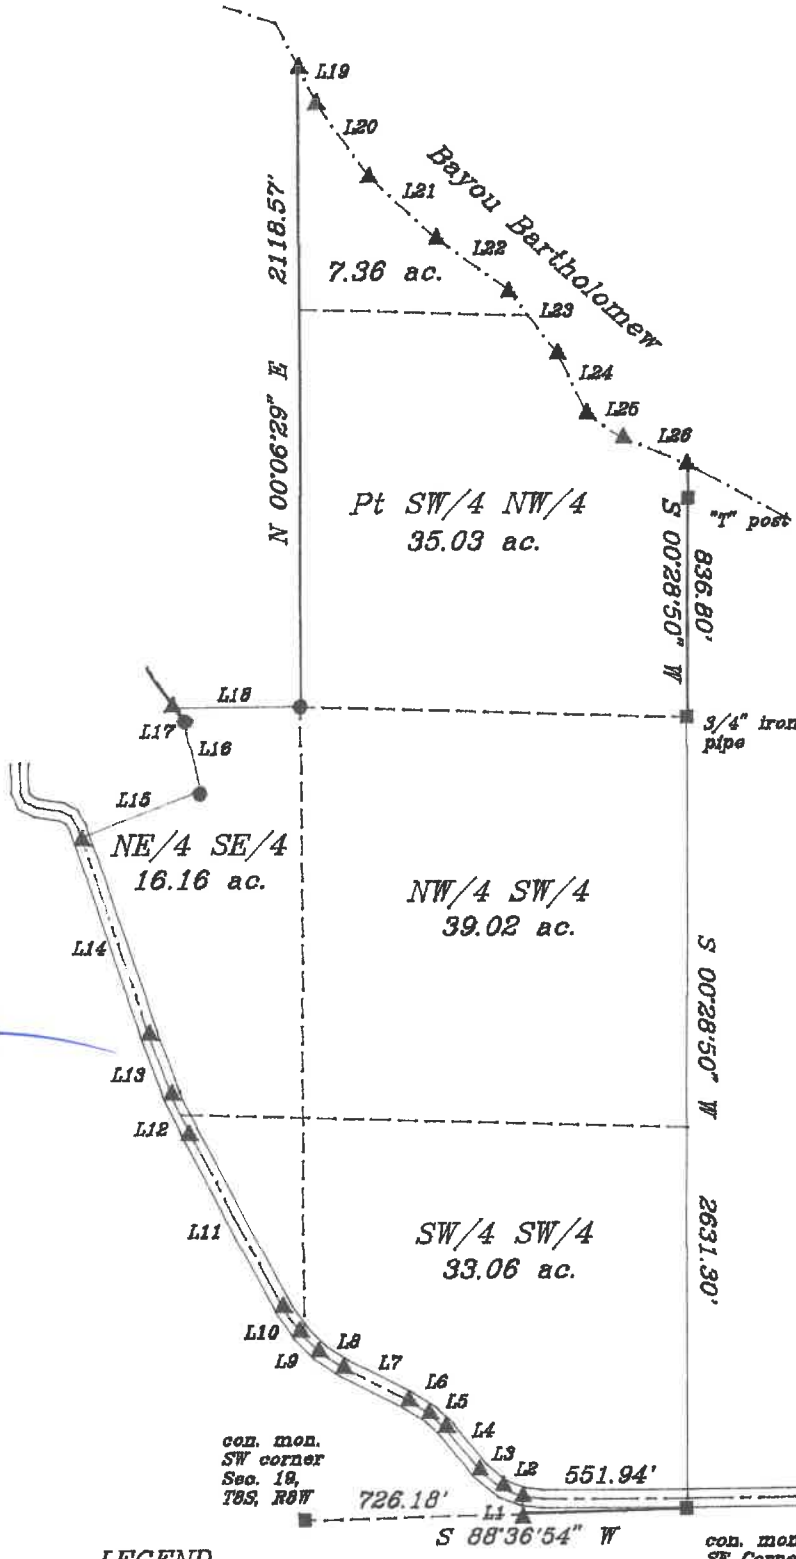 L19
L20
L21
Bayou Bartholomew
L22
2118.57'
7.36 ac.
L23
L24
N 00°06'29" E
L25
L26
Pt SW/4 NW/4
35.03 ac.
"T" post
836.80'
S 00°28'50" W
L18
L17
L16
3/4" iron
pipe
L15
NE/4 SE/4
16.16 ac.
NW/4 SW/4
39.02 ac.
L14
S 00°28'50" W
L13
L12
2631.30'
L11
SW/4 SW/4
33.06 ac.
L10
L9
L8
L7
L6
L5
L4
L3
L2
551.94'
con. mon.
SW corner
Sec. 19,
T8S, R8W
726.18'
L1
S 88°36'54" W
con. mon
SE Corner
LEGEND